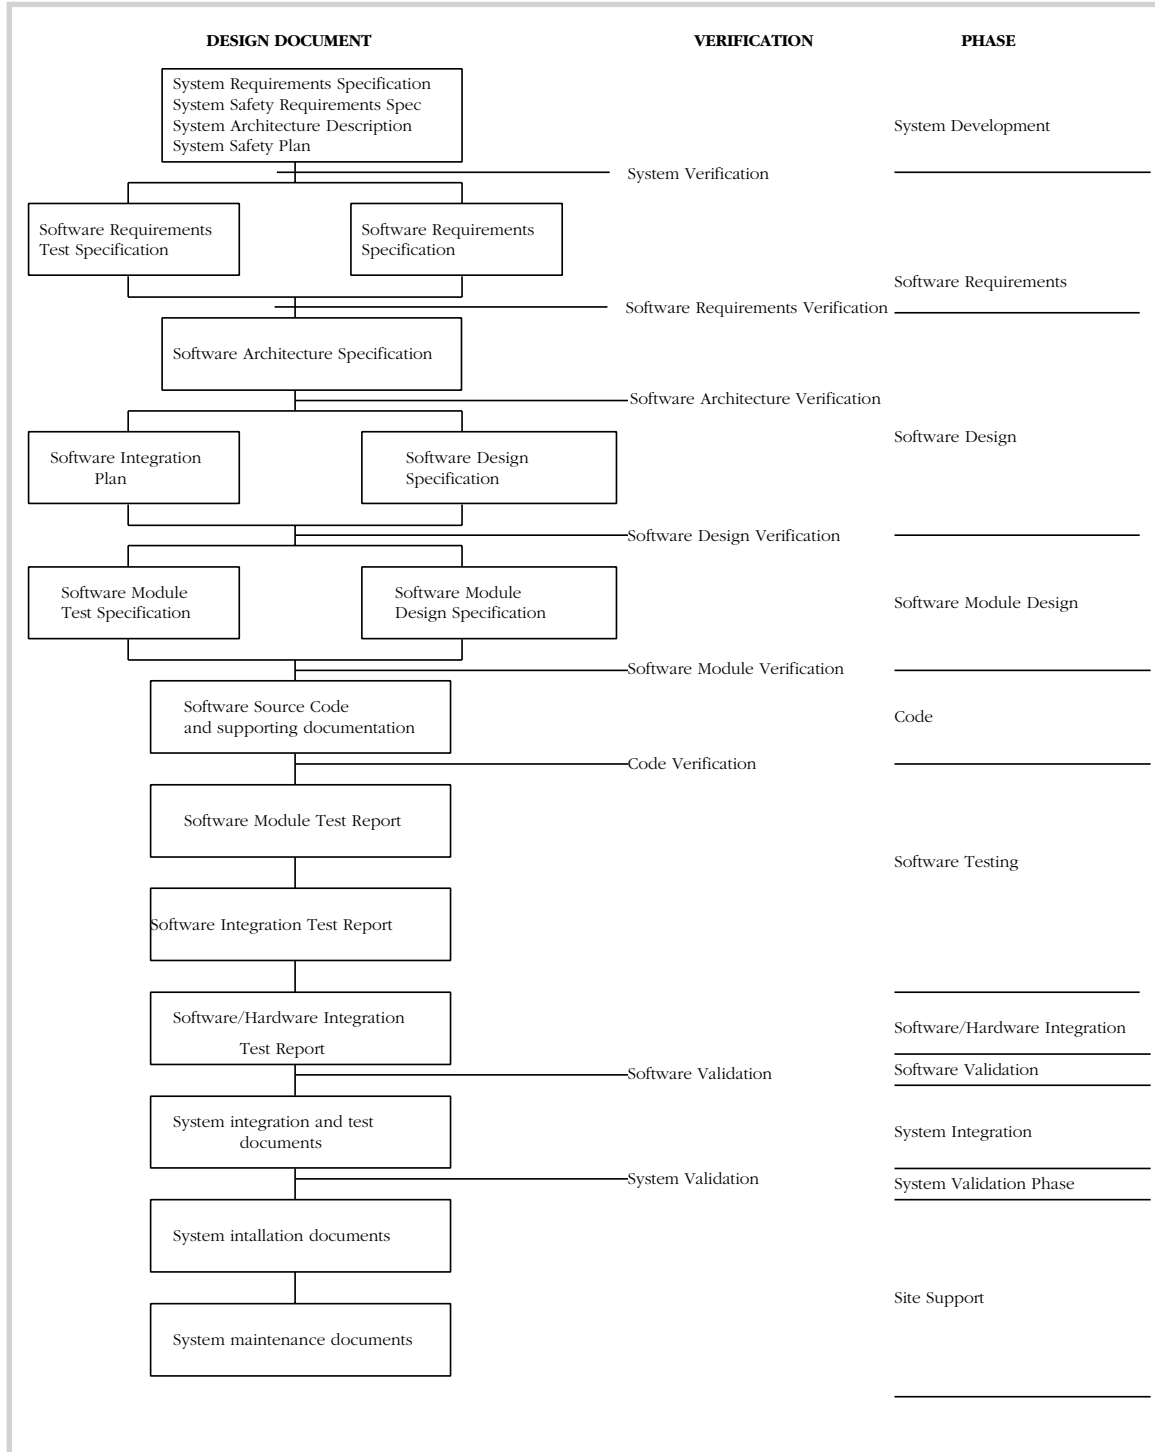 DESIGN DOCUMENT
VERIFICATION
PHASE
System Requirements Specification
System Safety Requirements Spec
System Architecture Description
System Safety Plan
System Development
System Verification
Software Requirements
Test Specification
Software Requirements
Specification
Software Requirements
Software Requirements Verification
Software Architecture Specification
Software Architecture Verification
Software Design
Software Integration
Plan
Software Design
Specification
Software Design Verification
Software Module
Test Specification
Software Module
Design Specification
Software Module Design
Software Module Verification
Software Source Code
and supporting documentation
Code
Code Verification
Software Module Test Report
Software Testing
Software Integration Test Report
Software/Hardware Integration
Test Report
Software/Hardware Integration
Software Validation
Software Validation
System integration and test
documents
System Integration
System Validation
System Validation Phase
System intallation documents
Site Support
System maintenance documents